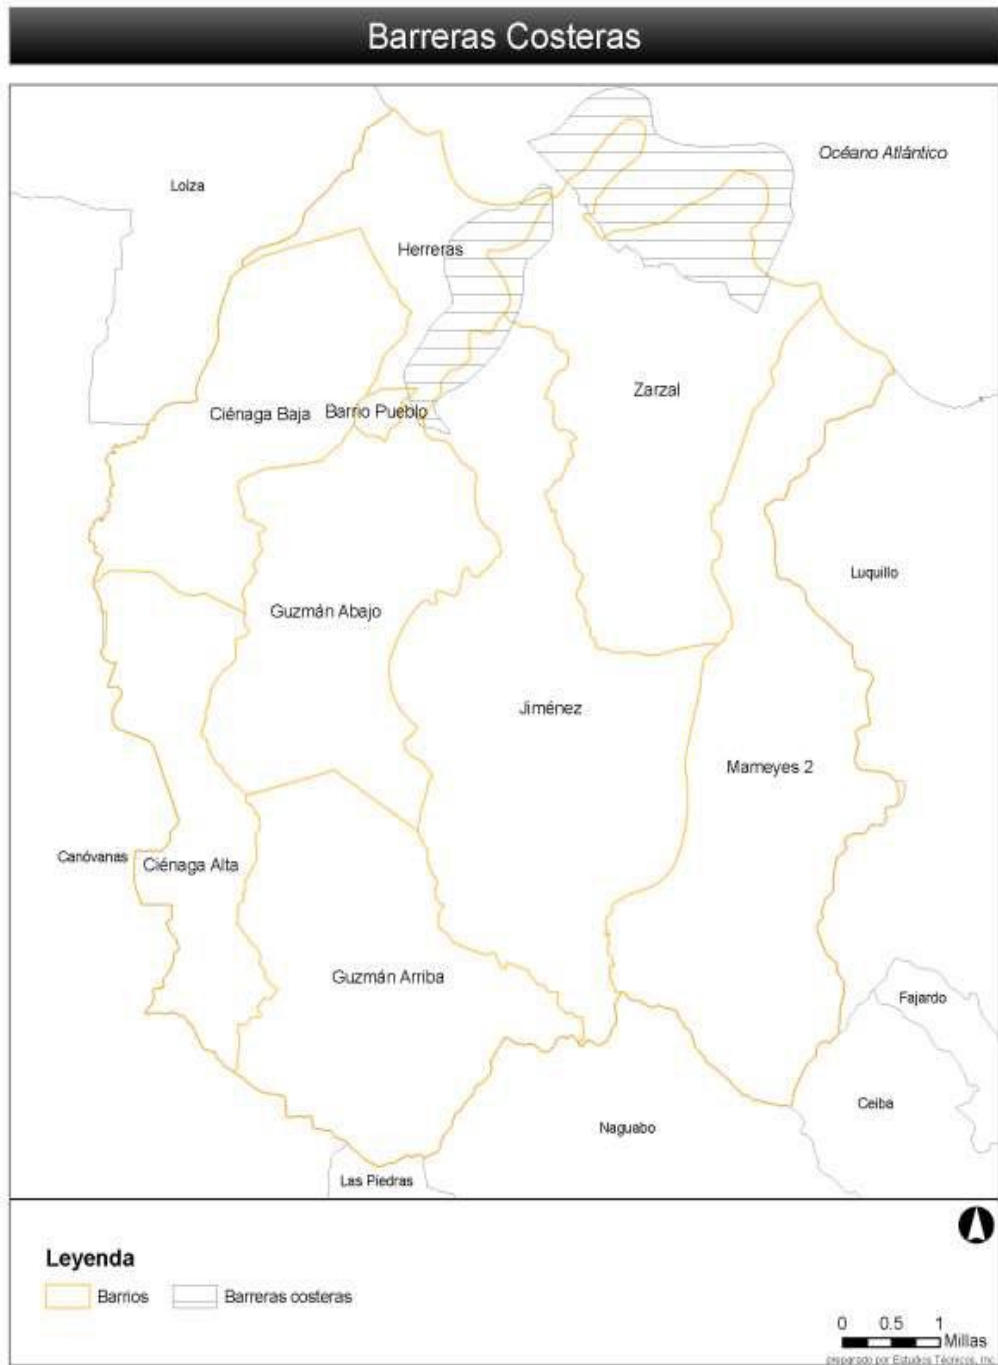 Barreras Costeras
Océano Atlántico
Loíza
Herreras
Zarzal
Ciénaga Baja
Barrio Pueblo
Luquillo
Guzmán Abajo
Jiménez
Mameyes 2
Canóvanas
Ciénaga Alta
Guzmán Arriba
Fajardo
Ceiba
Naguabo
Las Piedras
Leyenda
Barrios
Barreras costeras
0 0.5 1
Millas
preparado por Estudios Técnicos, Inc.